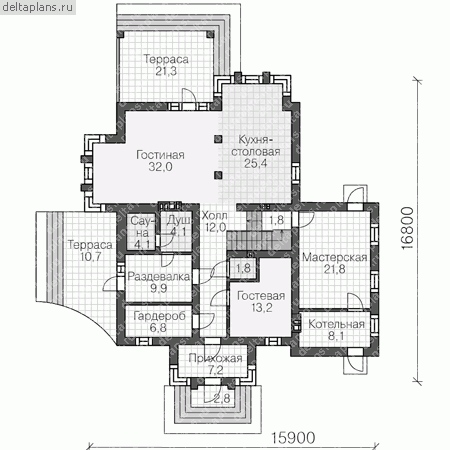 deltaplans.ru
Терраса
21,3
Гостиная
32,0
Кухня-
столовая
25,4
Сау-
на
4,1
Душ
4,1
Холл
12,0
1,8
Терраса
10,7
Раздевалка
9,9
1,8
Гостевая
13,2
Мастерская
21,8
Гардероб
6,8
Котельная
8,1
Прихожая
7,2
2,8
16800
15900